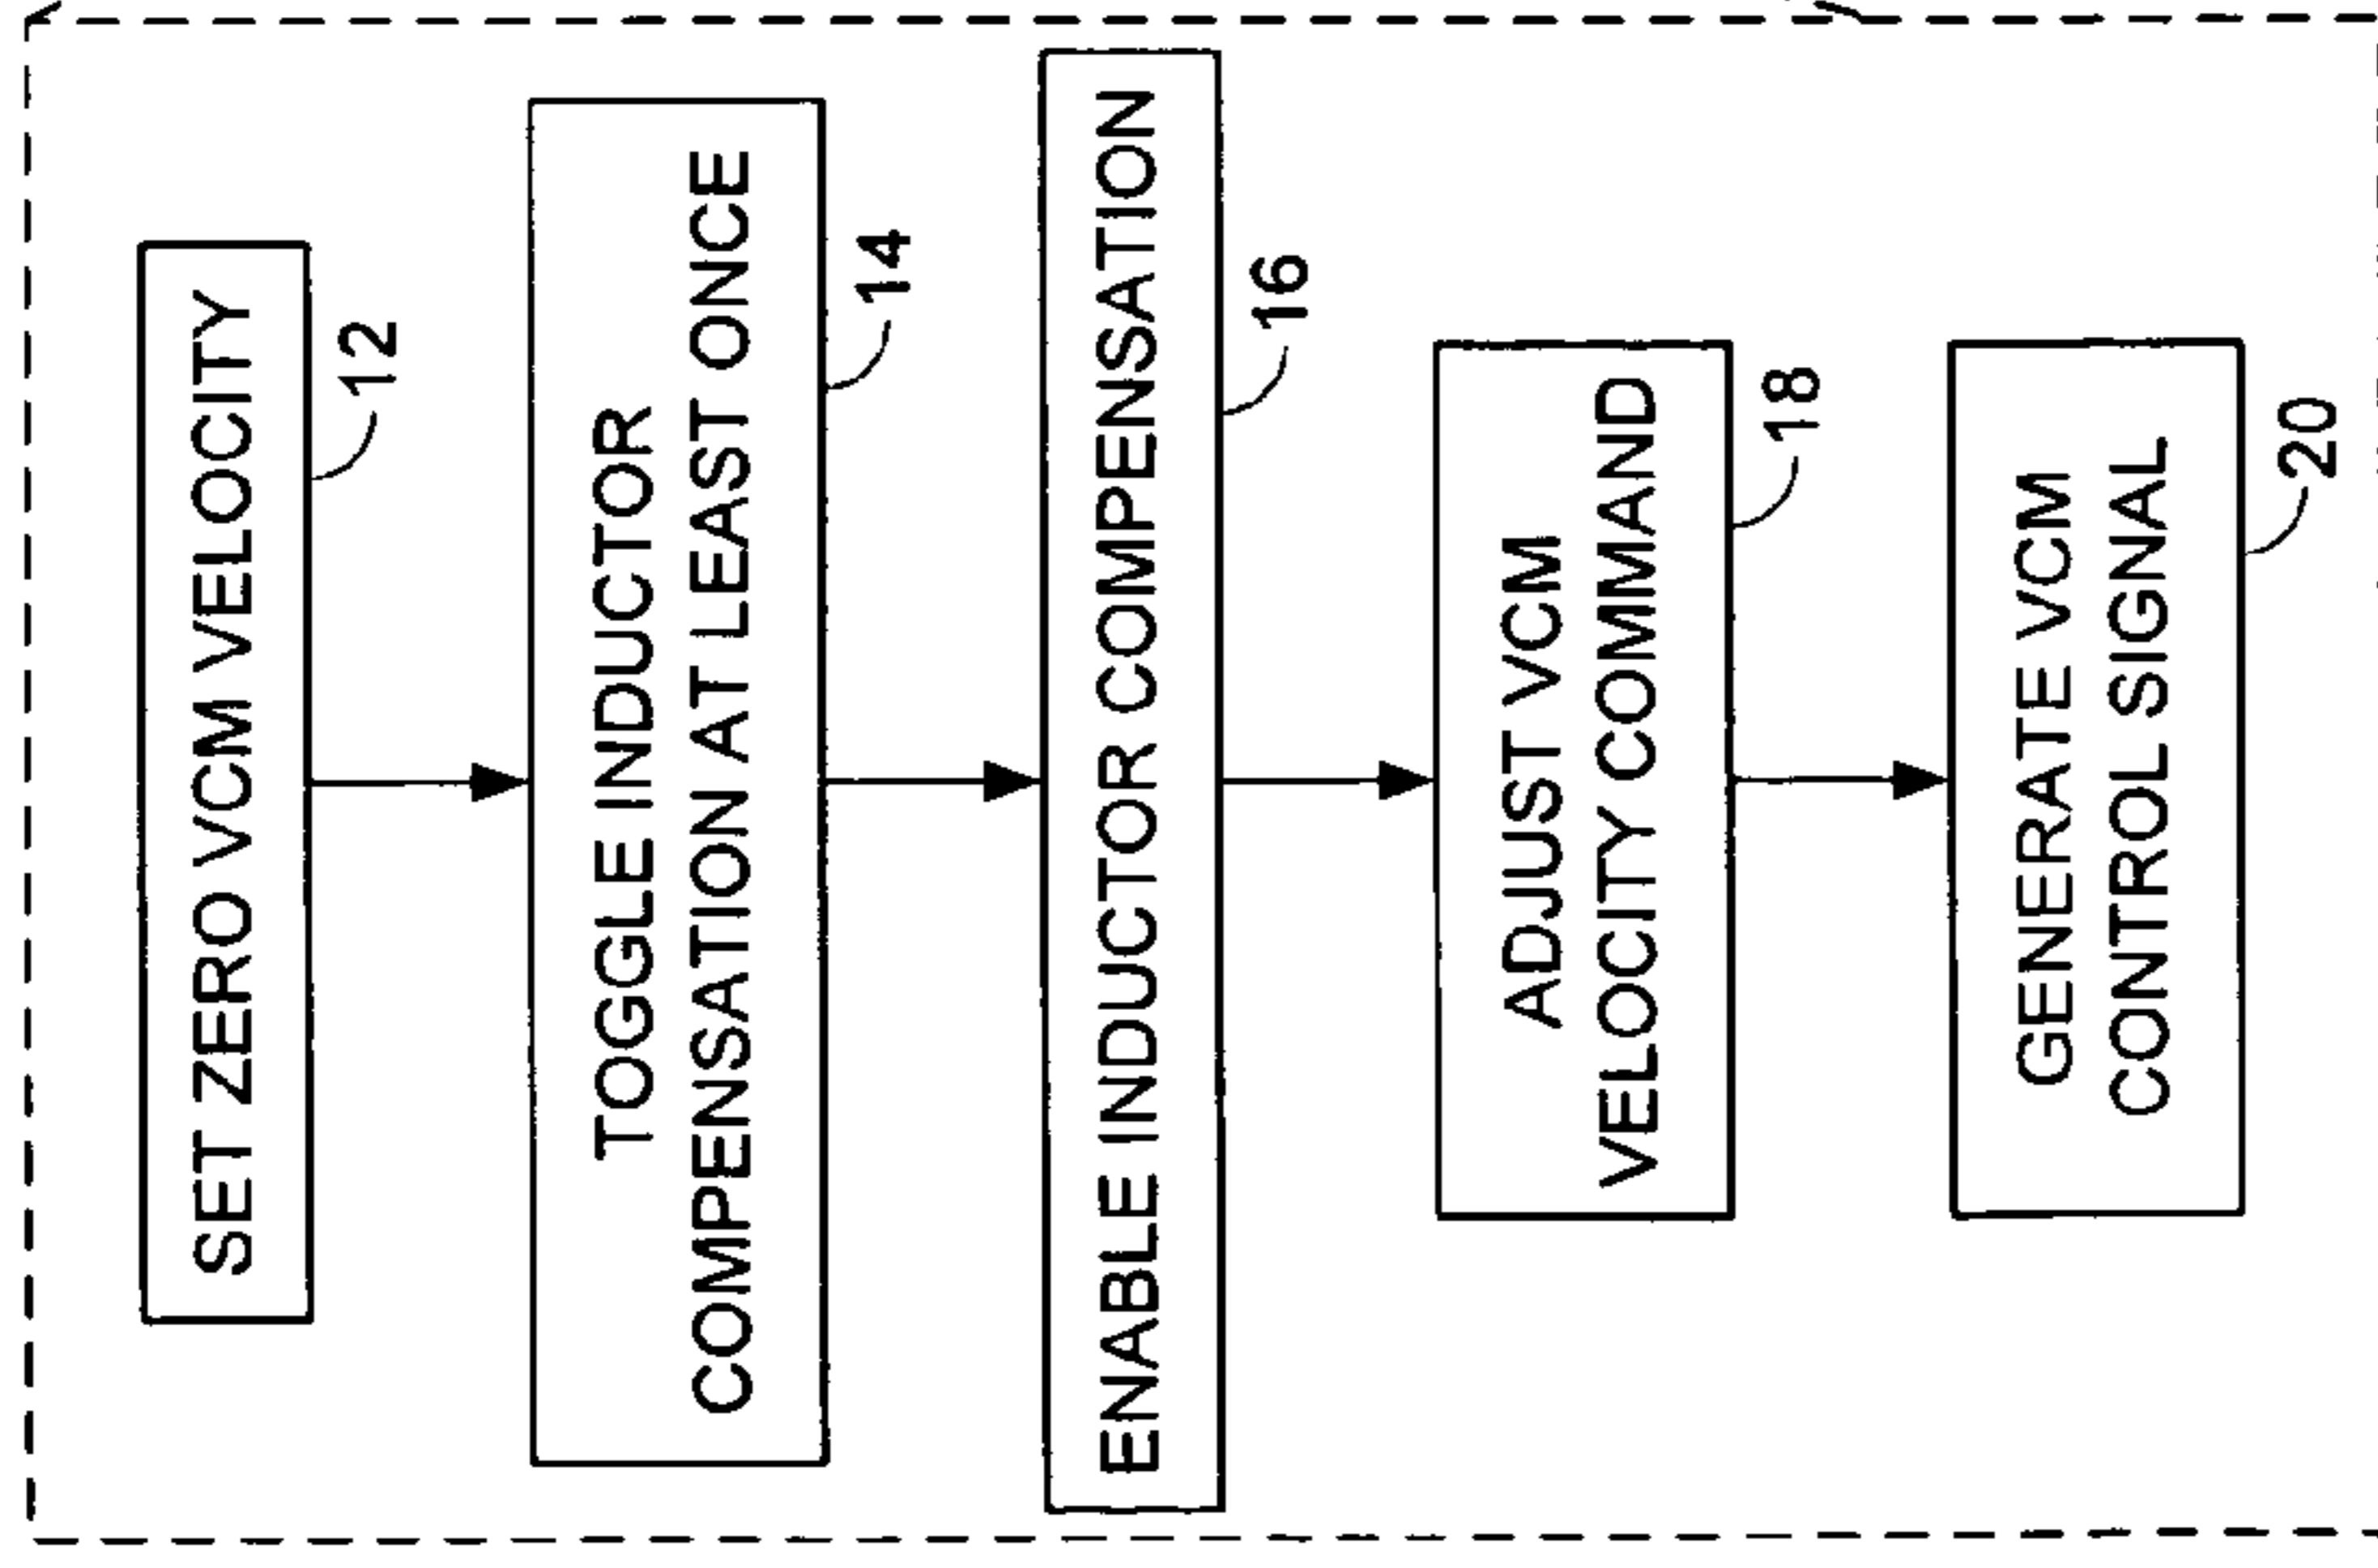 SET ZERO VCM VELOCITY
12
TOGGLE INDUCTOR
COMPENSATION AT LEAST ONCE
14
ENABLE INDUCTOR COMPENSATION
16
ADJUST VCM
VELOCITY COMMAND
18
GENERATE VCM
CONTROL SIGNAL
20